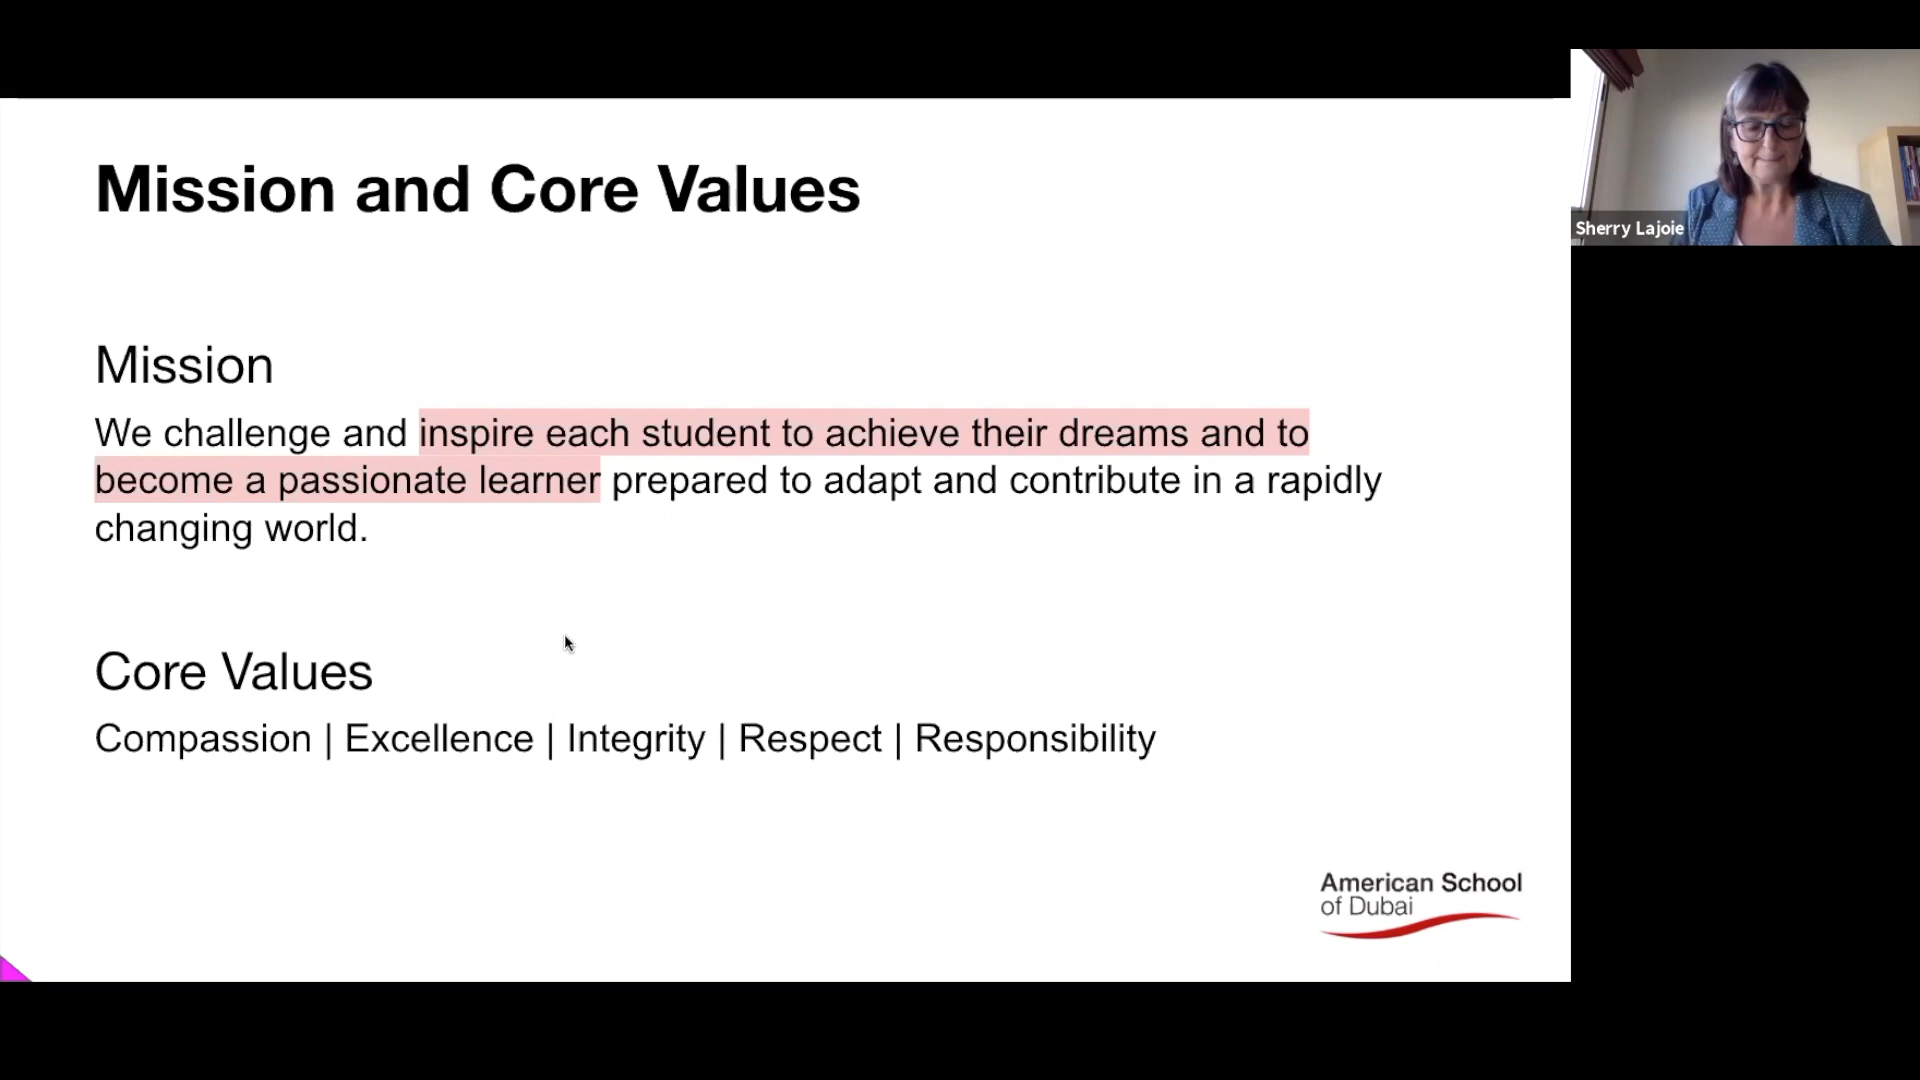 Mission and Core Values
Mission
We challenge and inspire each student to achieve their dreams and to
become a passionate learner prepared to adapt and contribute in a rapidly
changing world.
Core Values
Compassion | Excellence | Integrity | Respect | Responsibility
American School
of Dubai
Sherry Lajoie